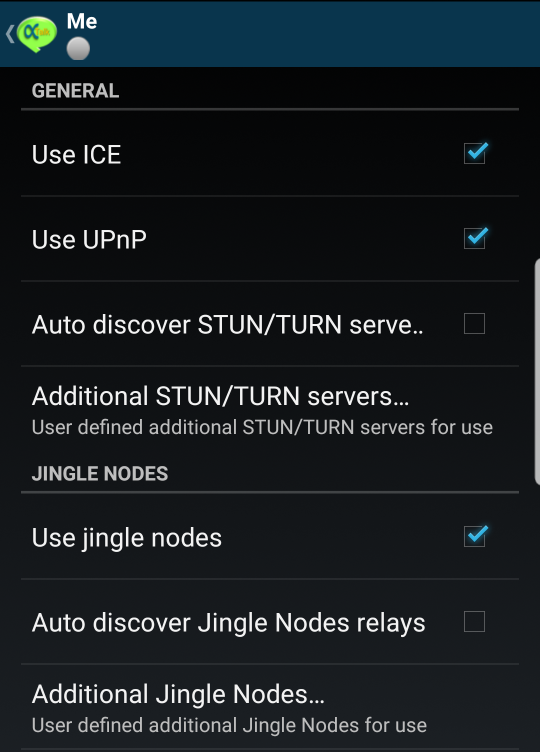 Me
GENERAL
Use ICE
Use UPnP
Auto discover STUN/TURN serve..
Additional STUN/TURN servers...
User defined additional STUN/TURN servers for use
JINGLE NODES
Use jingle nodes
Auto discover Jingle Nodes relays
Additional Jingle Nodes...
User defined additional Jingle Nodes for use